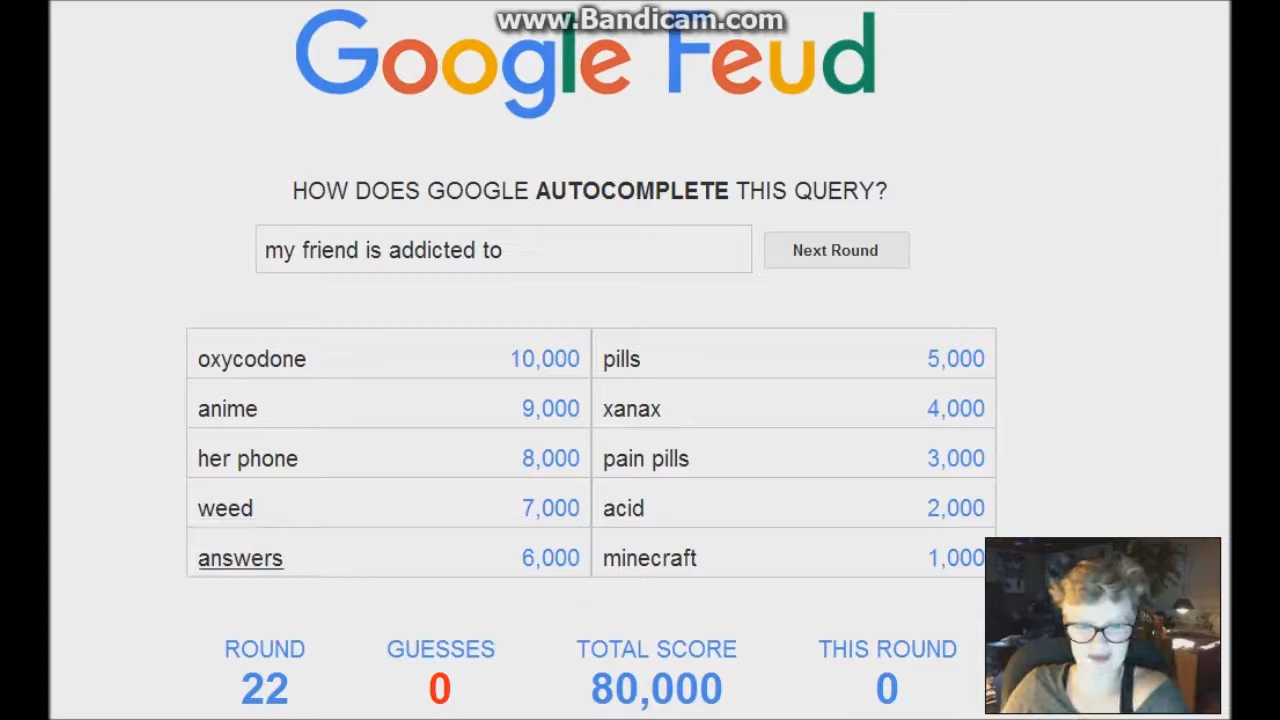 www.Bandicam.com
Google Feud
HOW DOES GOOGLE AUTOCOMPLETE THIS QUERY?
my friend is addicted to
Next Round
oxycodone 10,000 pills 5,000
anime 9,000 xanax 4,000
her phone 8,000 pain pills 3,000
weed 7,000 acid 2,000
answers 6,000 minecraft 1,000
ROUND GUESSES TOTAL SCORE THIS ROUND
22 0 80,000 0